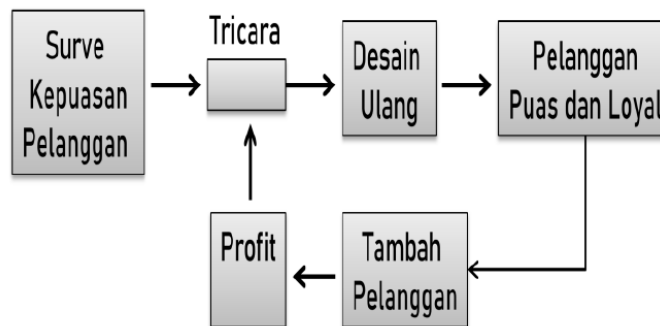 Surve
Kepuasan
Pelanggan
Tricara
Desain
Ulang
Pelanggan
Puas dan Loyal
Profit
Tambah
Pelanggan